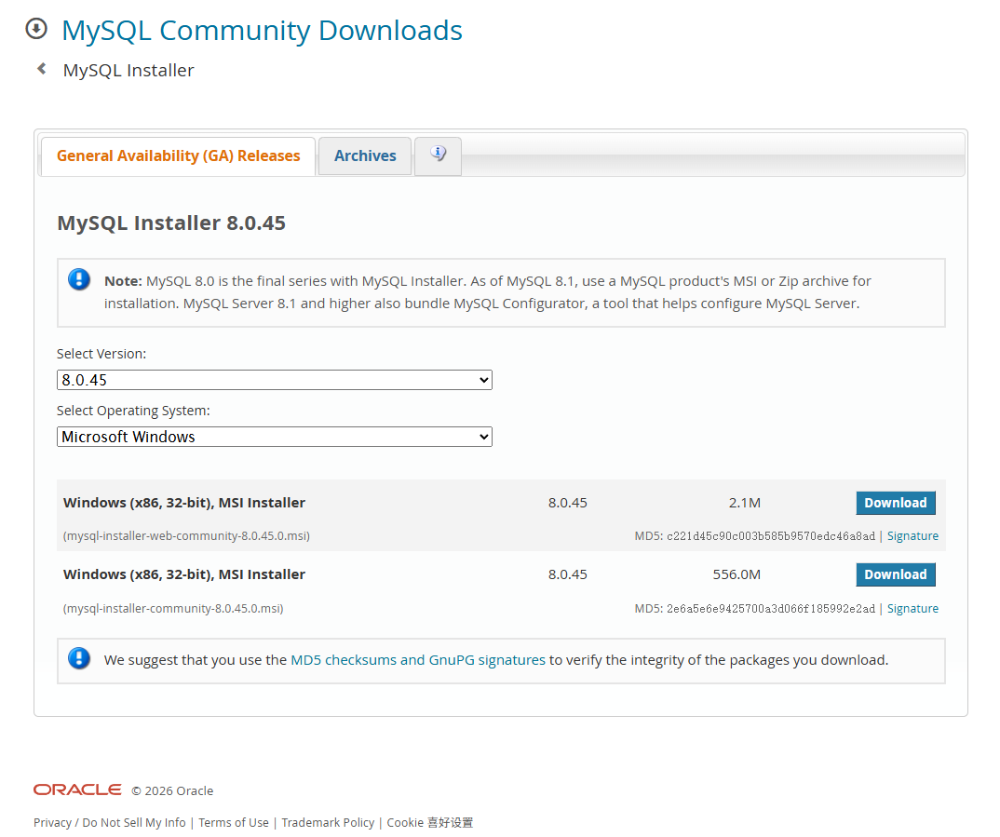 MySQL Community Downloads
MySQL Installer
General Availability (GA) Releases Archives
MySQL Installer 8.0.45
Note: MySQL 8.0 is the final series with MySQL Installer. As of MySQL 8.1, use a MySQL product's MSI or Zip archive for
installation. MySQL Server 8.1 and higher also bundle MySQL Configurator, a tool that helps configure MySQL Server.
Select Version:
8.0.45
Select Operating System:
Microsoft Windows
Windows (x86, 32-bit), MSI Installer 8.0.45 2.1M Download
(mysql-installer-web-community-8.0.45.0.msi) MD5: c221d45c90c003b585b9570edc46a8ad | Signature
Windows (x86, 32-bit), MSI Installer 8.0.45 556.0M Download
(mysql-installer-community-8.0.45.0.msi) MD5: 2e6a5e6e9425700a3d066f185992e2ad | Signature
We suggest that you use the MD5 checksums and GnuPG signatures to verify the integrity of the packages you download.
ORACLE © 2026 Oracle
Privacy / Do Not Sell My Info | Terms of Use | Trademark Policy | Cookie 喜好设置